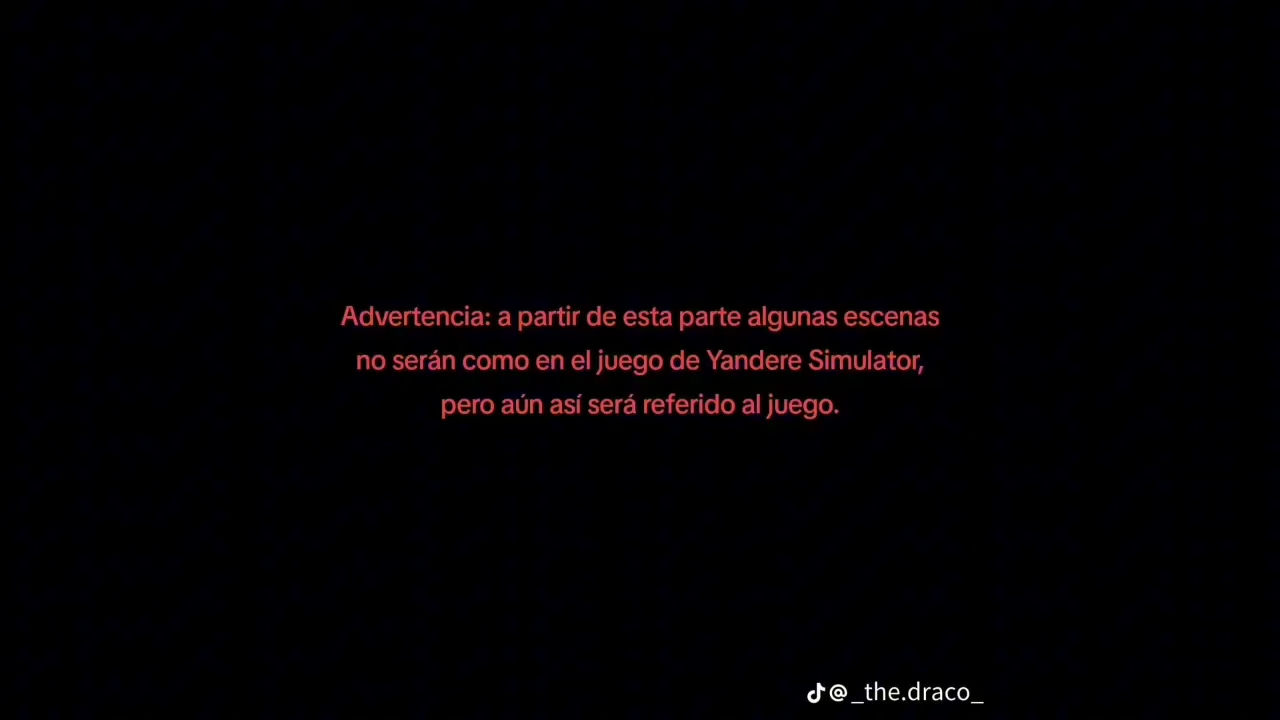 Advertencia: a partir de esta parte algunas escenas
no serán como en el juego de Yandere Simulator,
pero aún así será referido al juego.
@_the.draco_